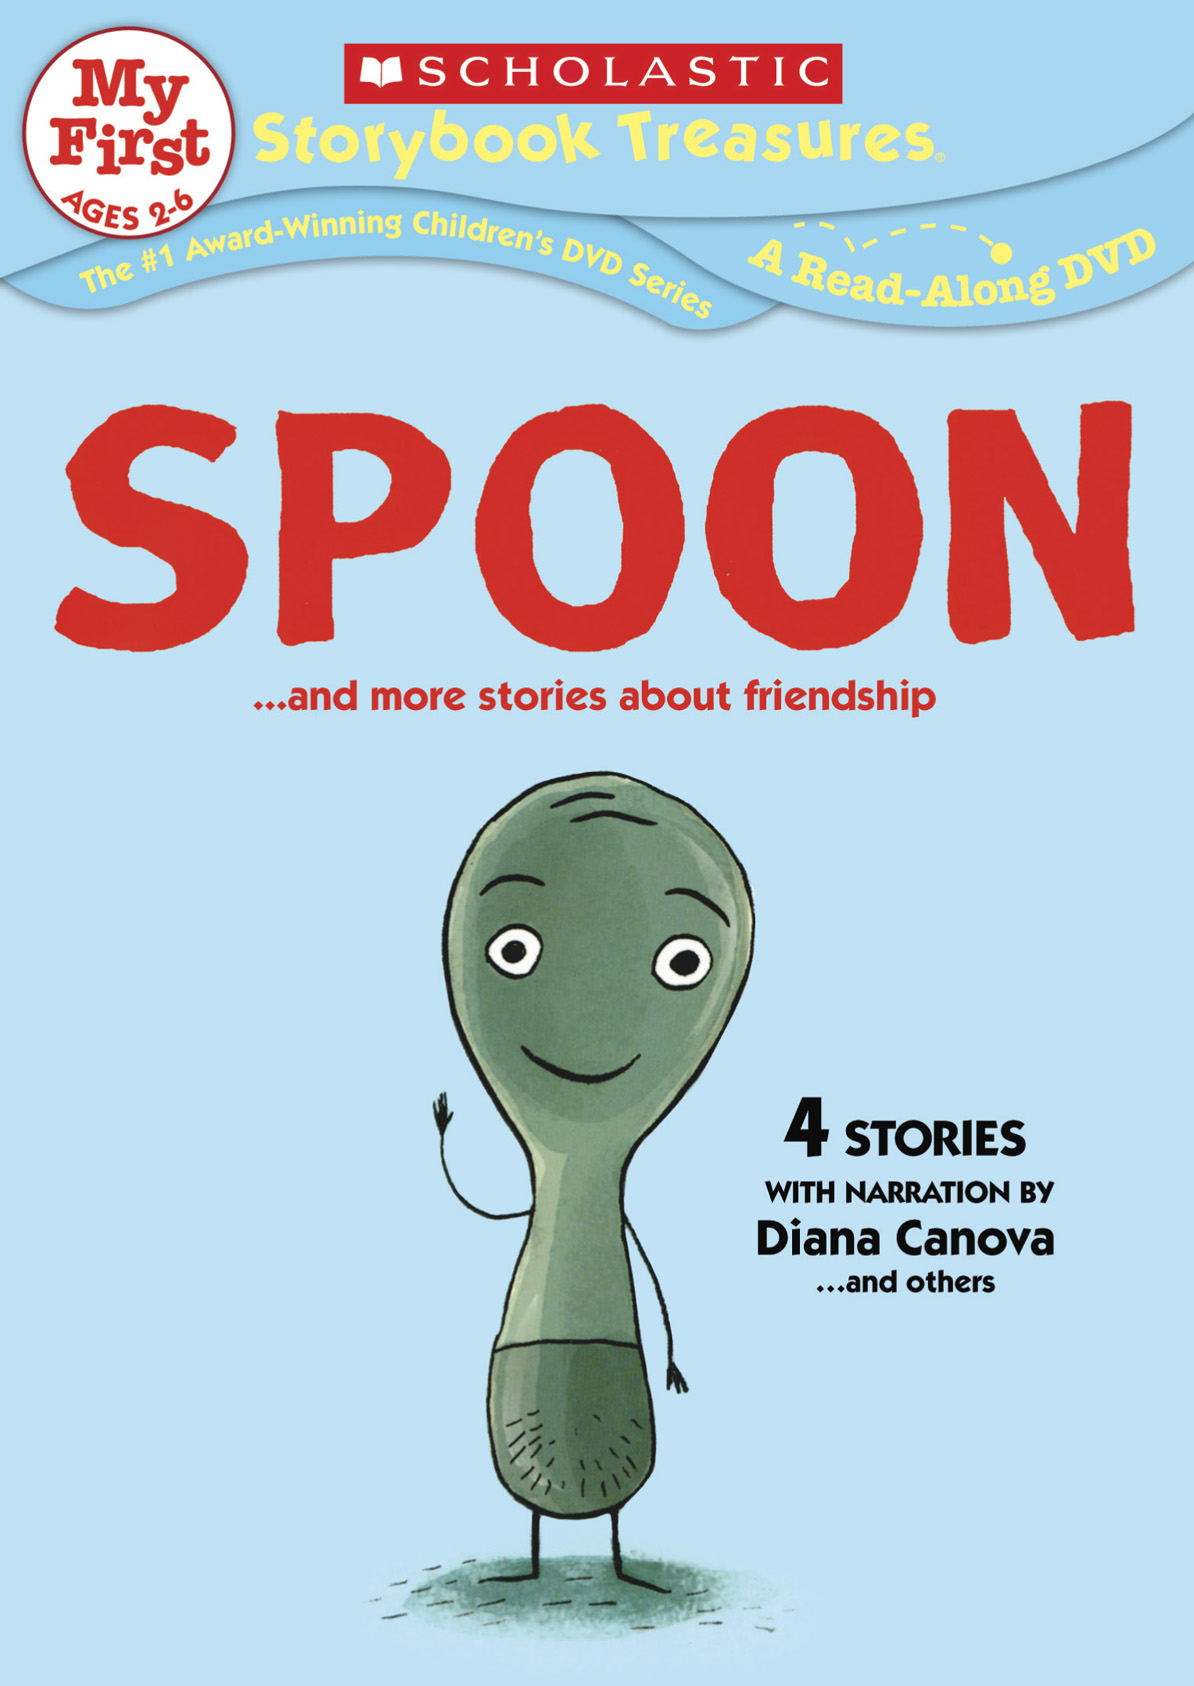 My
First
AGES 2-6
SCHOLASTIC
Storybook Treasures®
The #1 Award-Winning Children's DVD Series
A Read-Along DVD
SPOON
...and more stories about friendship
4 STORIES
WITH NARRATION BY
Diana Canova
...and others